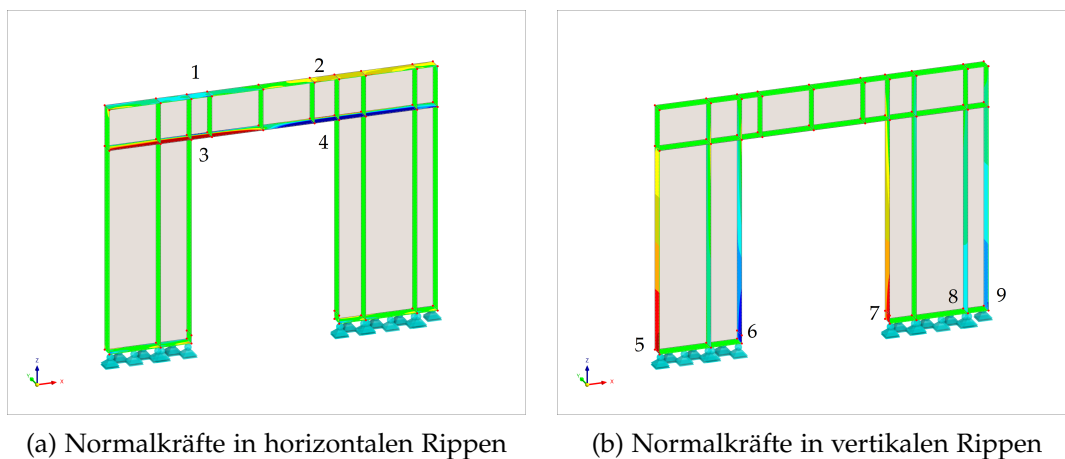 1
2
3
4
Z
Y
X
5
6
7
8
9
Z
Y
X
(a) Normalkräfte in horizontalen Rippen
(b) Normalkräfte in vertikalen Rippen